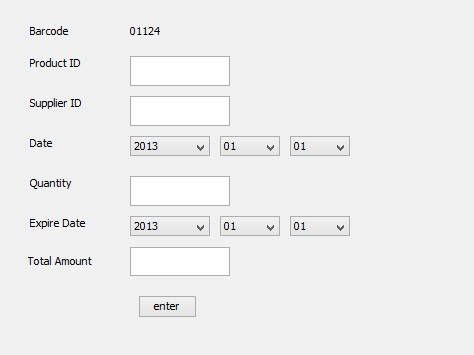 Barcode 01124
Product ID
Supplier ID
Date 2013 01 01
Quantity
Expire Date 2013 01 01
Total Amount
enter